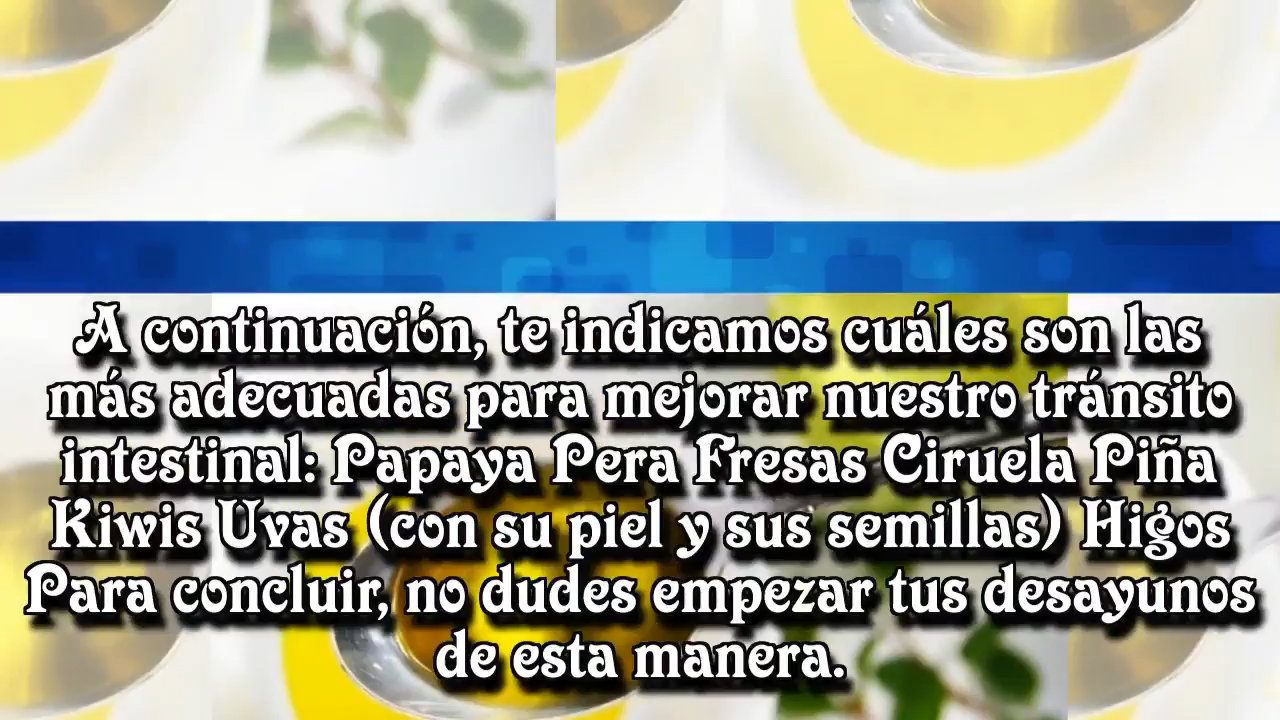 A continuación, te indicamos cuáles son las
más adecuadas para mejorar nuestro tránsito
intestinal: Papaya Pera Fresas Ciruela Piña
Kiwis Uvas (con su piel y sus semillas) Higos
Para concluir, no dudes empezar tus desayunos
de esta manera.